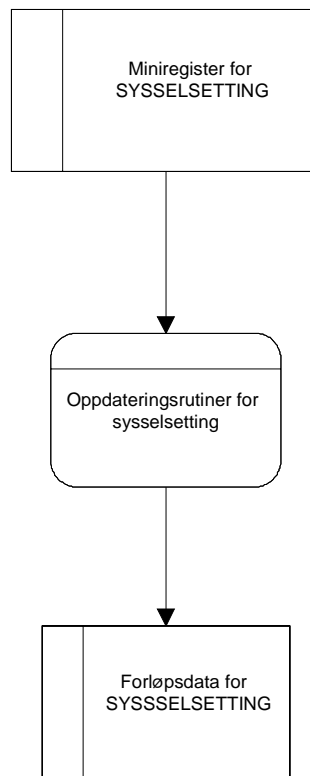 Miniregister for
SYSSELSETTING
Oppdateringsrutiner for
sysselsetting
Forløpsdata for
SYSSSELSETTING